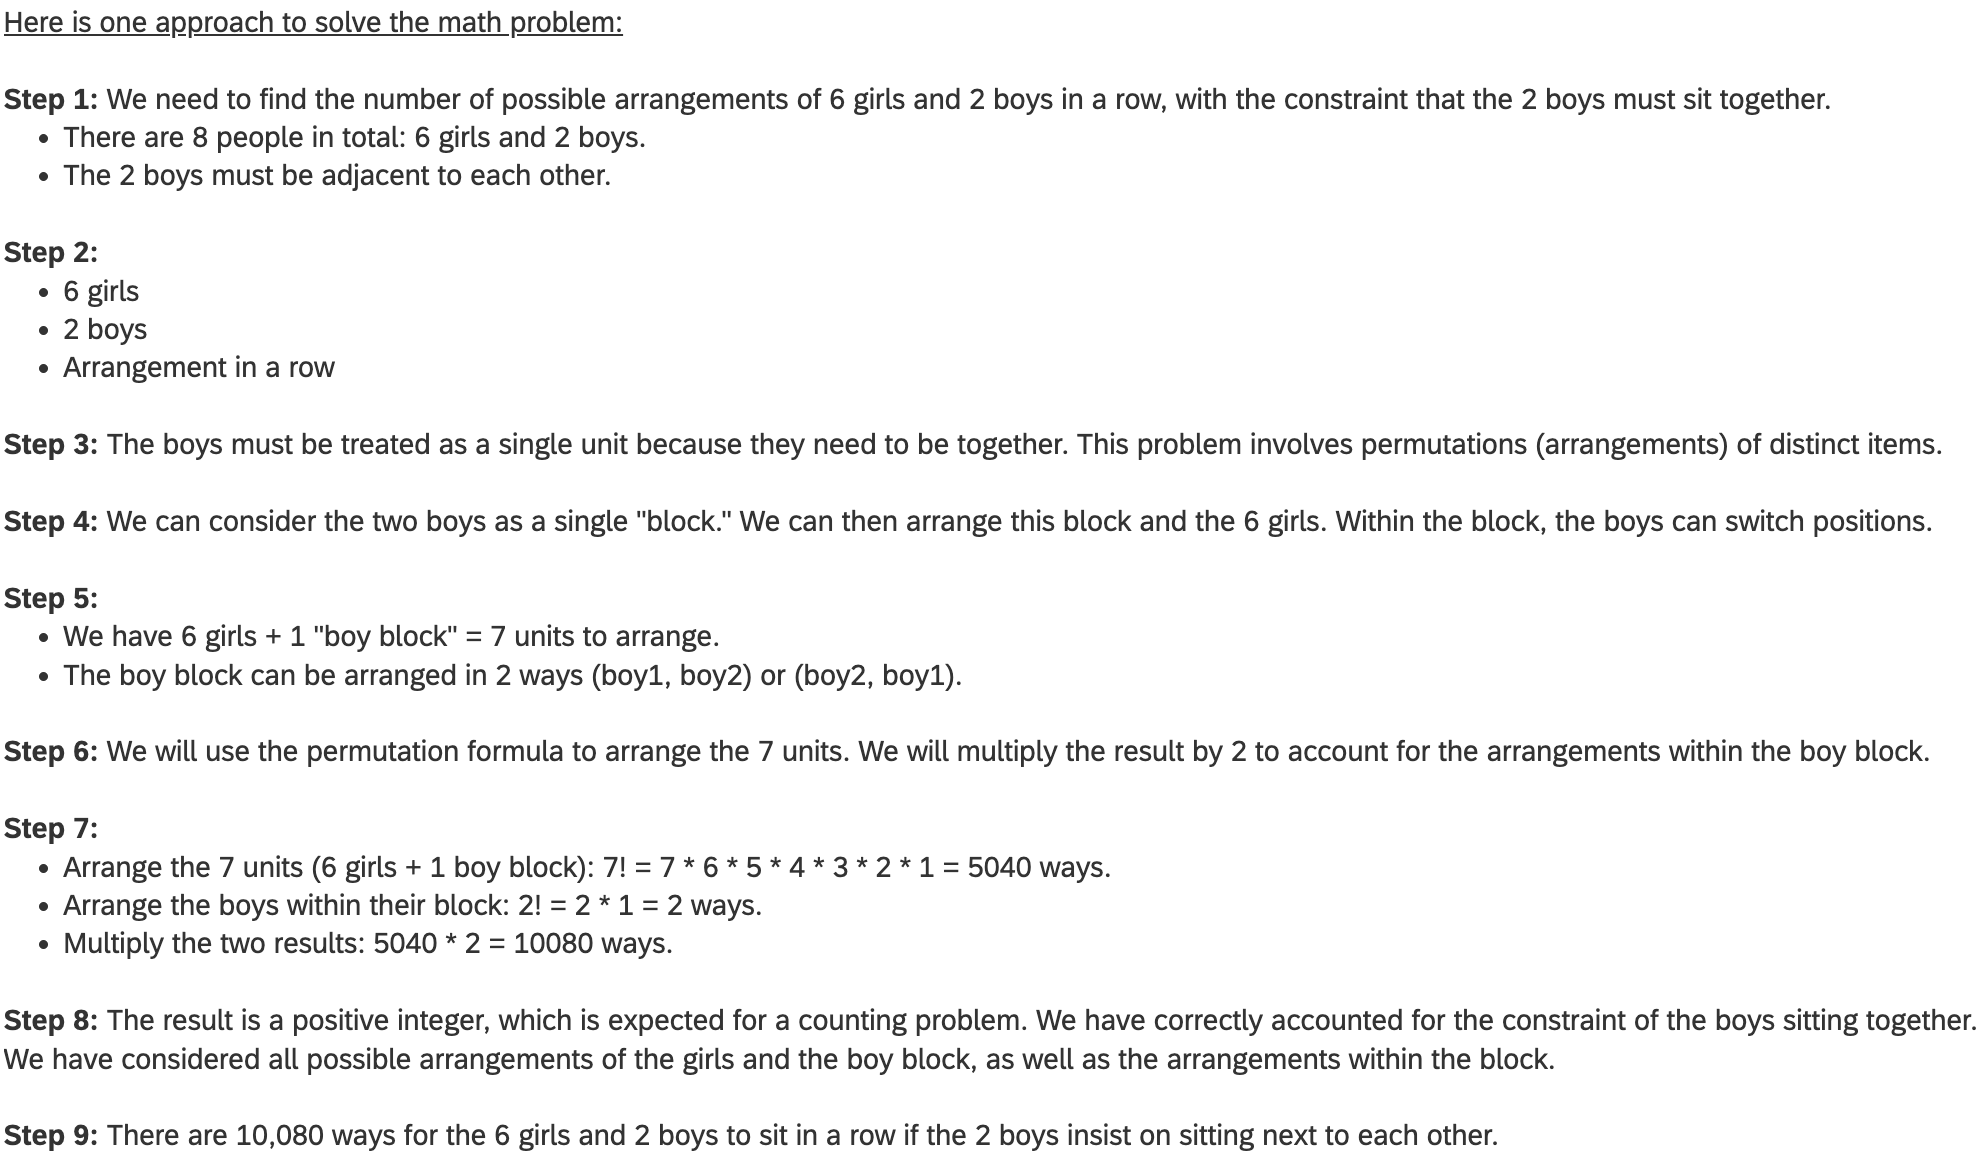 Here is one approach to solve the math problem:
Step 1: We need to find the number of possible arrangements of 6 girls and 2 boys in a row, with the constraint that the 2 boys must sit together.
• There are 8 people in total: 6 girls and 2 boys.
• The 2 boys must be adjacent to each other.
Step 2:
• 6 girls
• 2 boys
• Arrangement in a row
Step 3: The boys must be treated as a single unit because they need to be together. This problem involves permutations (arrangements) of distinct items.
Step 4: We can consider the two boys as a single "block." We can then arrange this block and the 6 girls. Within the block, the boys can switch positions.
Step 5:
• We have 6 girls + 1 "boy block" = 7 units to arrange.
• The boy block can be arranged in 2 ways (boy1, boy2) or (boy2, boy1).
Step 6: We will use the permutation formula to arrange the 7 units. We will multiply the result by 2 to account for the arrangements within the boy block.
Step 7:
• Arrange the 7 units (6 girls + 1 boy block): 7! = 7 * 6 * 5 * 4 * 3 * 2 * 1 = 5040 ways.
• Arrange the boys within their block: 2! = 2 * 1 = 2 ways.
• Multiply the two results: 5040 * 2 = 10080 ways.
Step 8: The result is a positive integer, which is expected for a counting problem. We have correctly accounted for the constraint of the boys sitting together.
We have considered all possible arrangements of the girls and the boy block, as well as the arrangements within the block.
Step 9: There are 10,080 ways for the 6 girls and 2 boys to sit in a row if the 2 boys insist on sitting next to each other.